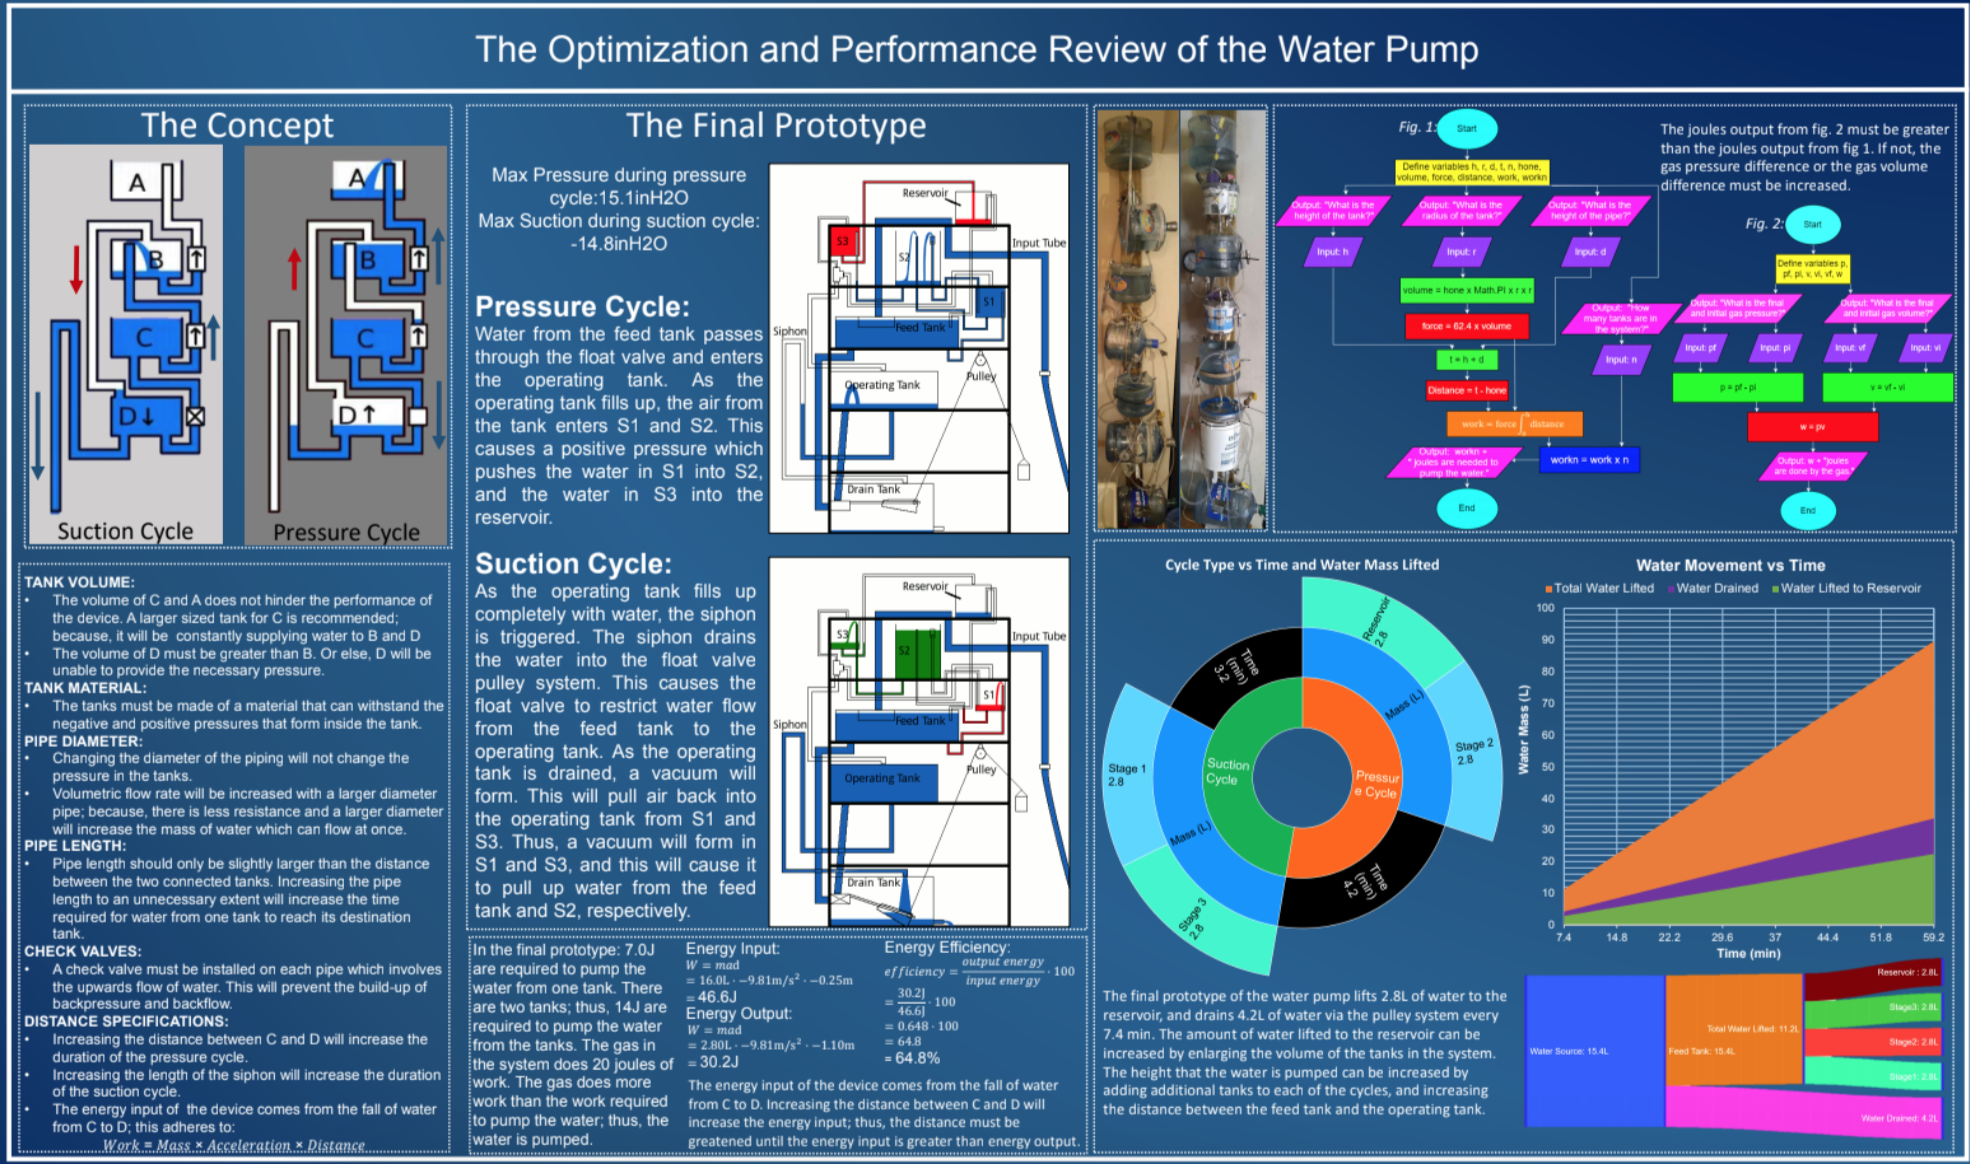 The Optimization and Performance Review of the Water Pump
The Concept
A
B
C
D↓
Suction Cycle
A
B
C
D↑
Pressure Cycle
TANK VOLUME:
• The volume of C and A does not hinder the performance of
the device. A larger sized tank for C is recommended;
because, it will be constantly supplying water to B and D
• The volume of D must be greater than B. Or else, D will be
unable to provide the necessary pressure.
TANK MATERIAL:
• The tanks must be made of a material that can withstand the
negative and positive pressures that form inside the tank.
PIPE DIAMETER:
• Changing the diameter of the piping will not change the
pressure in the tanks.
• Volumetric flow rate will be increased with a larger diameter
pipe; because, there is less resistance and a larger diameter
will increase the mass of water which can flow at once.
PIPE LENGTH:
• Pipe length should only be slightly larger than the distance
between the two connected tanks. Increasing the pipe
length to an unnecessary extent will increase the time
required for water from one tank to reach its destination
tank.
CHECK VALVES:
• A check valve must be installed on each pipe which involves
the upwards flow of water. This will prevent the build-up of
backpressure and backflow.
DISTANCE SPECIFICATIONS:
• Increasing the distance between C and D will increase the
duration of the pressure cycle.
• Increasing the length of the siphon will increase the duration
of the suction cycle.
• The energy input of the device comes from the fall of water
from C to D; this adheres to:
Work = Mass × Acceleration × Distance
The Final Prototype
Max Pressure during pressure
cycle:15.1inH2O
Max Suction during suction cycle:
-14.8inH2O
Pressure Cycle:
Water from the feed tank passes
through the float valve and enters
the operating tank. As the
operating tank fills up, the air from
the tank enters S1 and S2. This
causes a positive pressure which
pushes the water in S1 into S2,
and the water in S3 into the
reservoir.
Reservoir
S3
S2
Input Tube
S1
Siphon
Feed Tank
Pulley
Operating Tank
Drain Tank
Suction Cycle:
As the operating tank fills up
completely with water, the siphon
is triggered. The siphon drains
the water into the float valve
pulley system. This causes the
float valve to restrict water flow
from the feed tank to the
operating tank. As the operating
tank is drained, a vacuum will
form. This will pull air back into
the operating tank from S1 and
S3. Thus, a vacuum will form in
S1 and S3, and this will cause it
to pull up water from the feed
tank and S2, respectively.
Reservoir
S3
S2
Input Tube
S1
Siphon
Feed Tank
Pulley
Operating Tank
Drain Tank
In the final prototype: 7.0J
are required to pump the
water from one tank. There
are two tanks; thus, 14J are
required to pump the water
from the tanks. The gas in
the system does 20 joules of
work. The gas does more
work than the work required
to pump the water; thus, the
water is pumped.
Energy Input:
W = mad
= 16.0L · −9.81m/s² · −0.25m
= 46.6J
Energy Output:
W = mad
= 2.80L · −9.81m/s² · −1.10m
= 30.2J
Energy Efficiency:
efficiency = output energy / input energy · 100
= 30.2J / 46.6J · 100
= 0.648 · 100
= 64.8
= 64.8%
The energy input of the device comes from the fall of water
from C to D. Increasing the distance between C and D will
increase the energy input; thus, the distance must be
greatened until the energy input is greater than energy output.
Fig. 1:
Start
Define variables h, r, d, t, n, hone,
volume, force, distance, work, workn
Output: "What is the
height of the tank?"
Output: "What is the
radius of the tank?"
Output: "What is the
height of the pipe?"
Input: h
Input: r
Input: d
volume = hone x Math.PI x r x r
force = 62.4 x volume
t = h + d
Distance = t - hone
work = force ∫ distance
Output: "How
many tanks are in
the system?"
Input: n
workn = work x n
Output: workn =
" joules are needed to
pump the water."
End
The joules output from fig. 2 must be greater
than the joules output from fig 1. If not, the
gas pressure difference or the gas volume
difference must be increased.
Fig. 2:
Start
Define variables p,
pf, pi, v, vi, vf, w
Output: "What is the final
and initial gas pressure?"
Output: "What is the final
and initial gas volume?"
Input: pf
Input: pi
Input: vf
Input: vi
p = pf - pi
v = vf - vi
w = pv
Output: w + "joules
are done by the gas."
End
Cycle Type vs Time and Water Mass Lifted
Reservoir
2.8
Stage 2
2.8
Mass (L)
Pressur
e Cycle
Time
(min)
4.2
Suction
Cycle
Time
(min)
3.2
Mass (L)
Stage 1
2.8
Stage 3
2.8
Water Movement vs Time
Total Water Lifted
Water Drained
Water Lifted to Reservoir
Water Mass (L)
100
90
80
70
60
50
40
30
20
10
0
7.4 14.8 22.2 29.6 37 44.4 51.8 59.2
Time (min)
The final prototype of the water pump lifts 2.8L of water to the
reservoir, and drains 4.2L of water via the pulley system every
7.4 min. The amount of water lifted to the reservoir can be
increased by enlarging the volume of the tanks in the system.
The height that the water is pumped can be increased by
adding additional tanks to each of the cycles, and increasing
the distance between the feed tank and the operating tank.
Water Source: 15.4L
Feed Tank: 15.4L
Total Water Lifted: 11.2L
Reservoir : 2.8L
Stage3: 2.8L
Stage2: 2.8L
Stage1: 2.8L
Water Drained: 4.2L